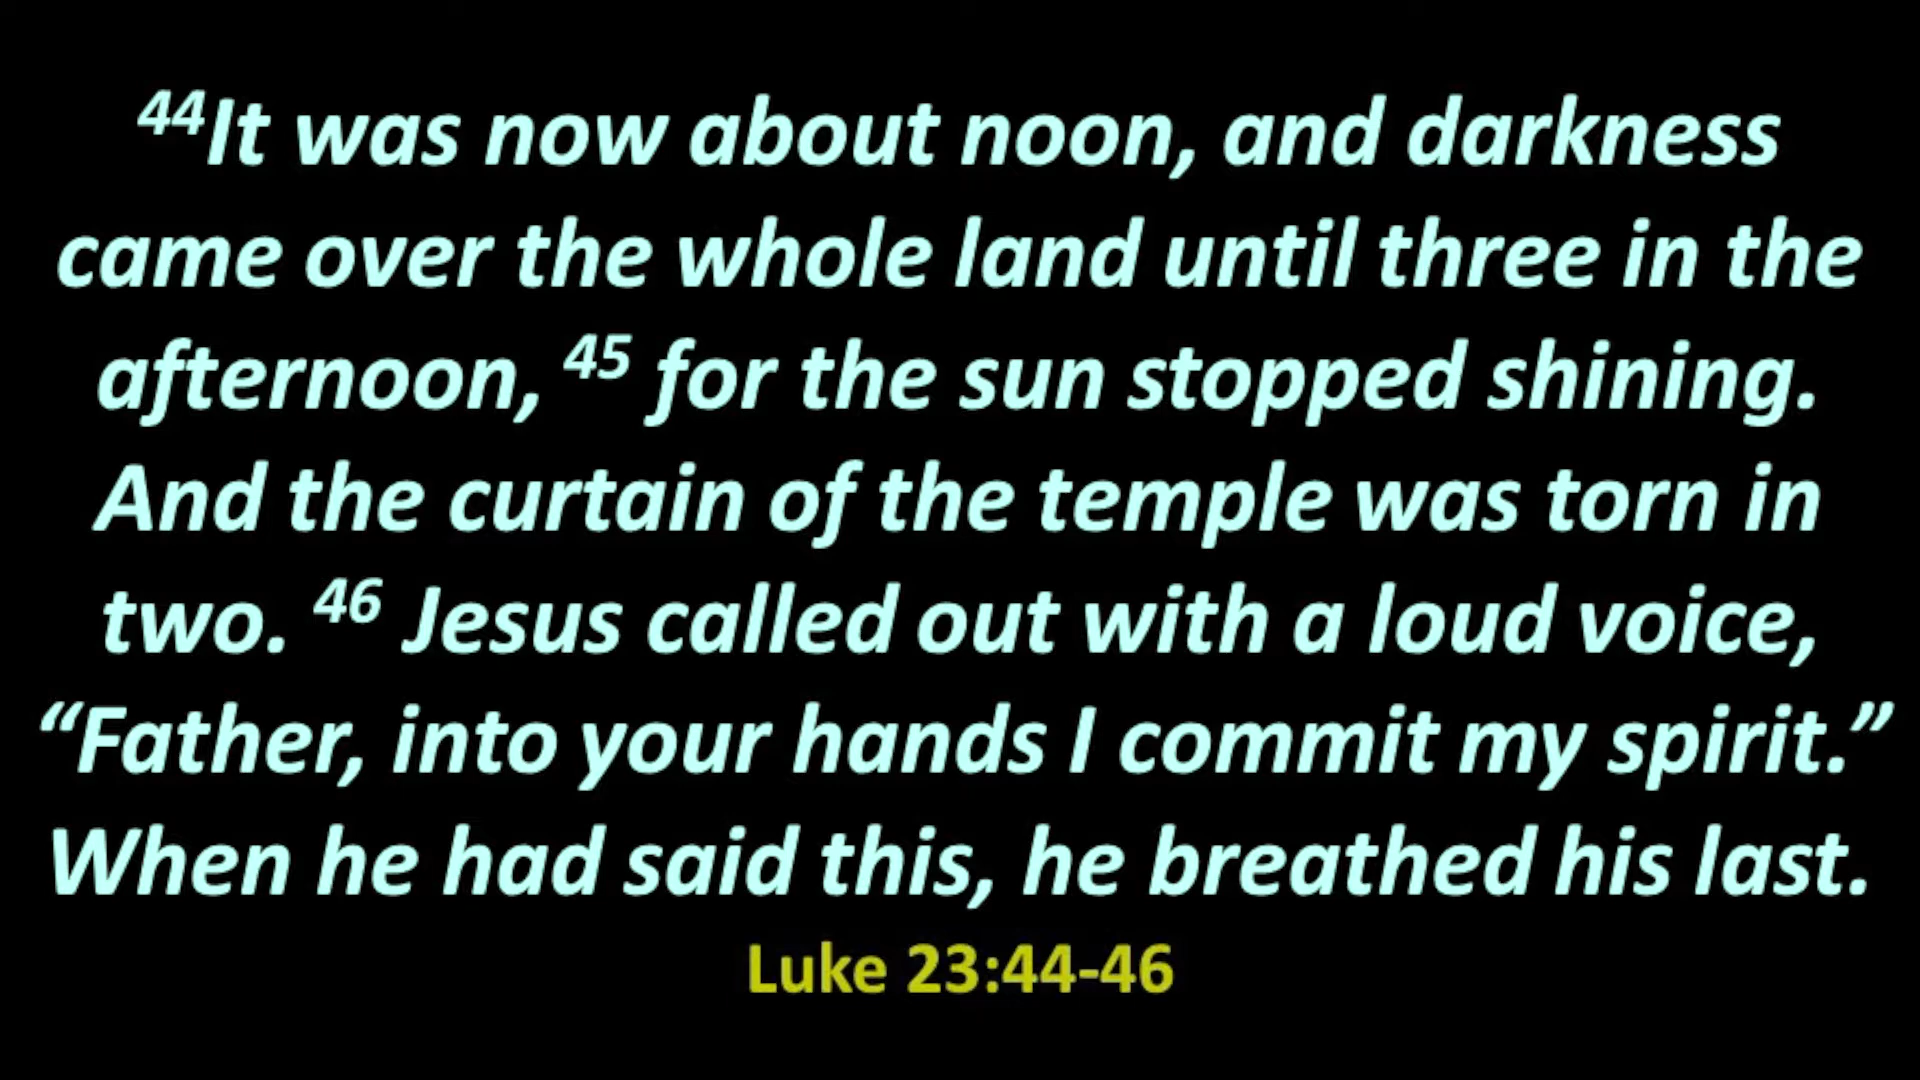 44It was now about noon, and darkness
came over the whole land until three in the
afternoon, 45 for the sun stopped shining.
And the curtain of the temple was torn in
two. 46 Jesus called out with a loud voice,
“Father, into your hands I commit my spirit.”
When he had said this, he breathed his last.
Luke 23:44-46